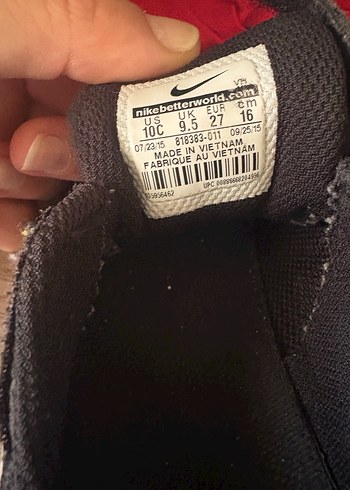 nikebetterworld.com
US UK EUR cm
10C 9.5 27 16
07/23/15 818383-011 09/25/15
MADE IN VIETNAM
FABRIQUE AU VIETNAM